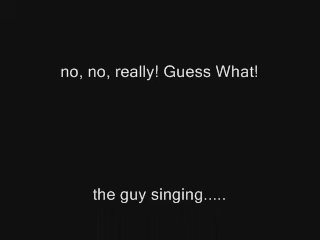 no, no, really! Guess What!
the guy singing.....